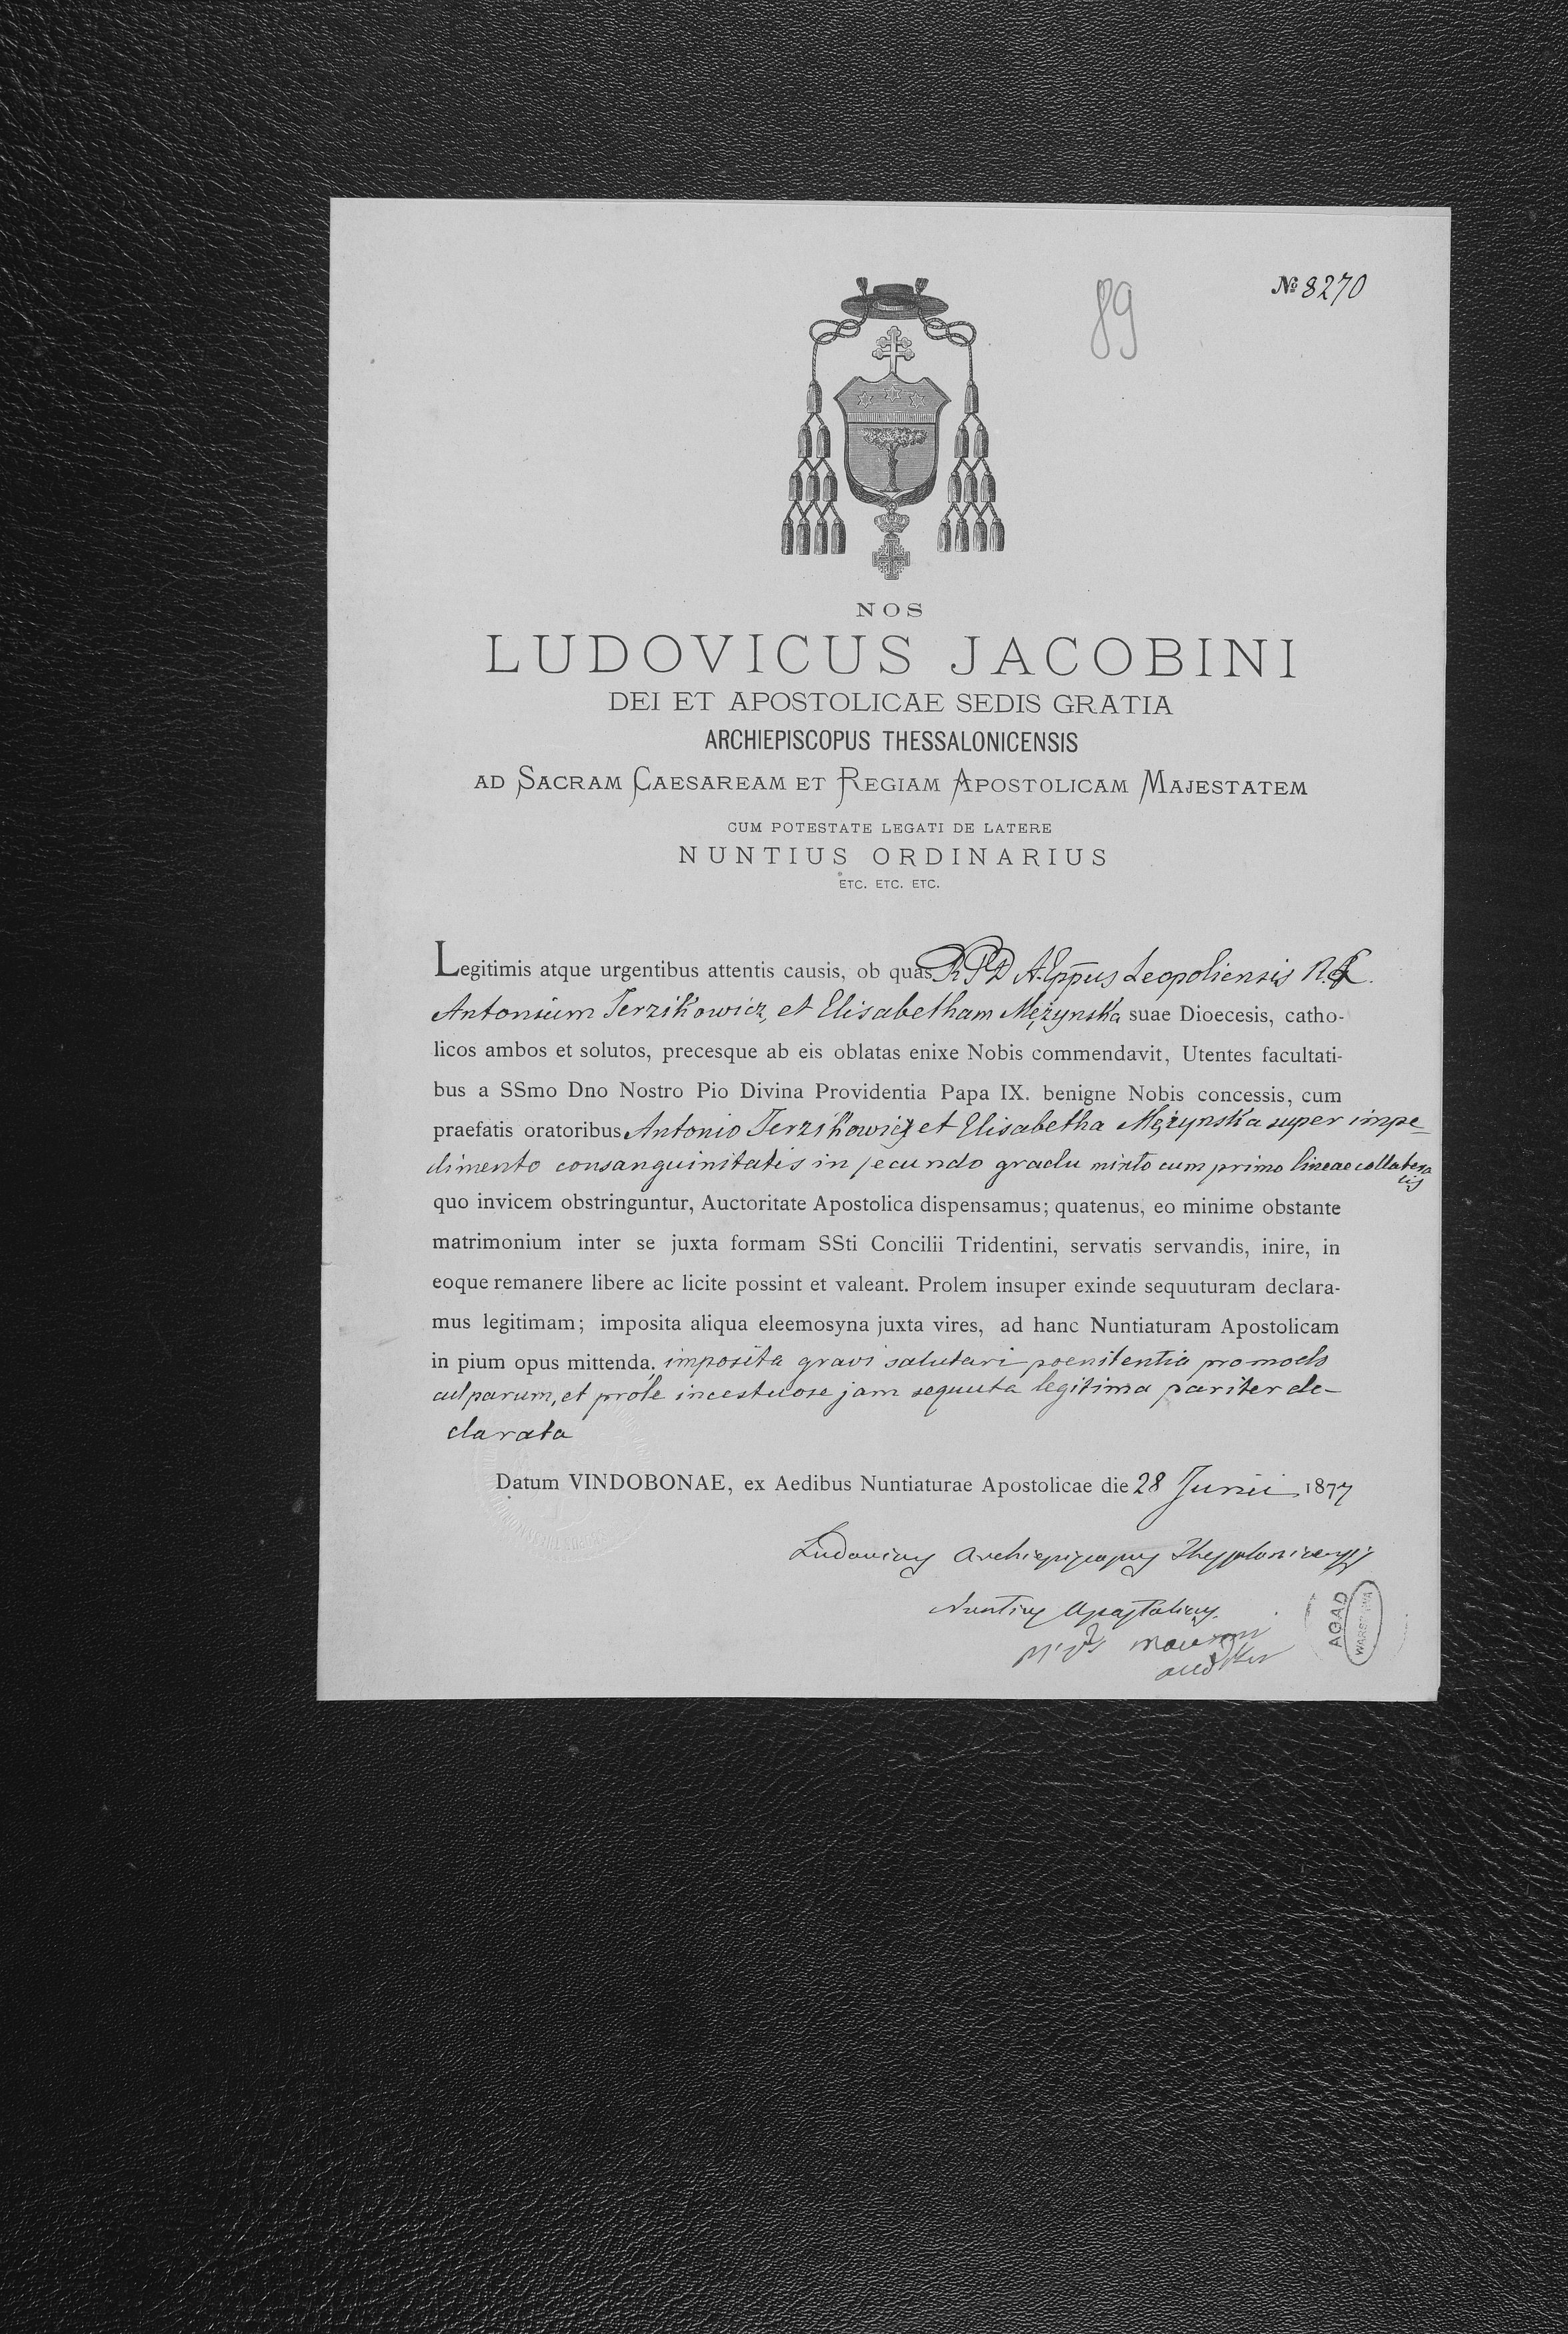 89
№ 8270
NOS
LUDOVICUS JACOBINI
DEI ET APOSTOLICAE SEDIS GRATIA
ARCHIEPISCOPUS THESSALONICENSIS
AD SACRAM CAESAREAM ET REGIAM APOSTOLICAM MAJESTATEM
CUM POTESTATE LEGATI DE LATERE
NUNTIUS ORDINARIUS
ETC. ETC. ETC.
Legitimis atque urgentibus attentis causis, ob quas RPD A.Eppus Leopoliensis
Antonium Jerzikowicz, et Elisabetham Mężynska suae Dioecesis, catho-
licos ambos et solutos, precesque ab eis oblatas enixe Nobis commendavit, Utentes facultati-
bus a SSmo Dno Nostro Pio Divina Providentia Papa IX. benigne Nobis concessis, cum
praefatis oratoribus Antonio Jerzikowicz et Elisabetha Mężynska super impe-
dimento consanguinitatis in secundo gradu mixto cum primo lineae collatera
lis
quo invicem obstringuntur, Auctoritate Apostolica dispensamus; quatenus, eo minime obstante
matrimonium inter se juxta formam SSti Concilii Tridentini, servatis servandis, inire, in
eoque remanere libere ac licite possint et valeant. Prolem insuper exinde sequuturam declara-
mus legitimam; imposita aliqua eleemosyna juxta vires, ad hanc Nuntiaturam Apostolicam
in pium opus mittenda, imposita gravi salutari poenitentia pro modo
culparum, et prole incestuose jam sequuta legitima pariter de-
clarata
Datum VINDOBONAE, ex Aedibus Nuntiaturae Apostolicae die 28 Junii 1877
Ludovicus Archiepiscopus Thessalonicensis
Nuntius Apostolicus
AGAD
WARSZAWA